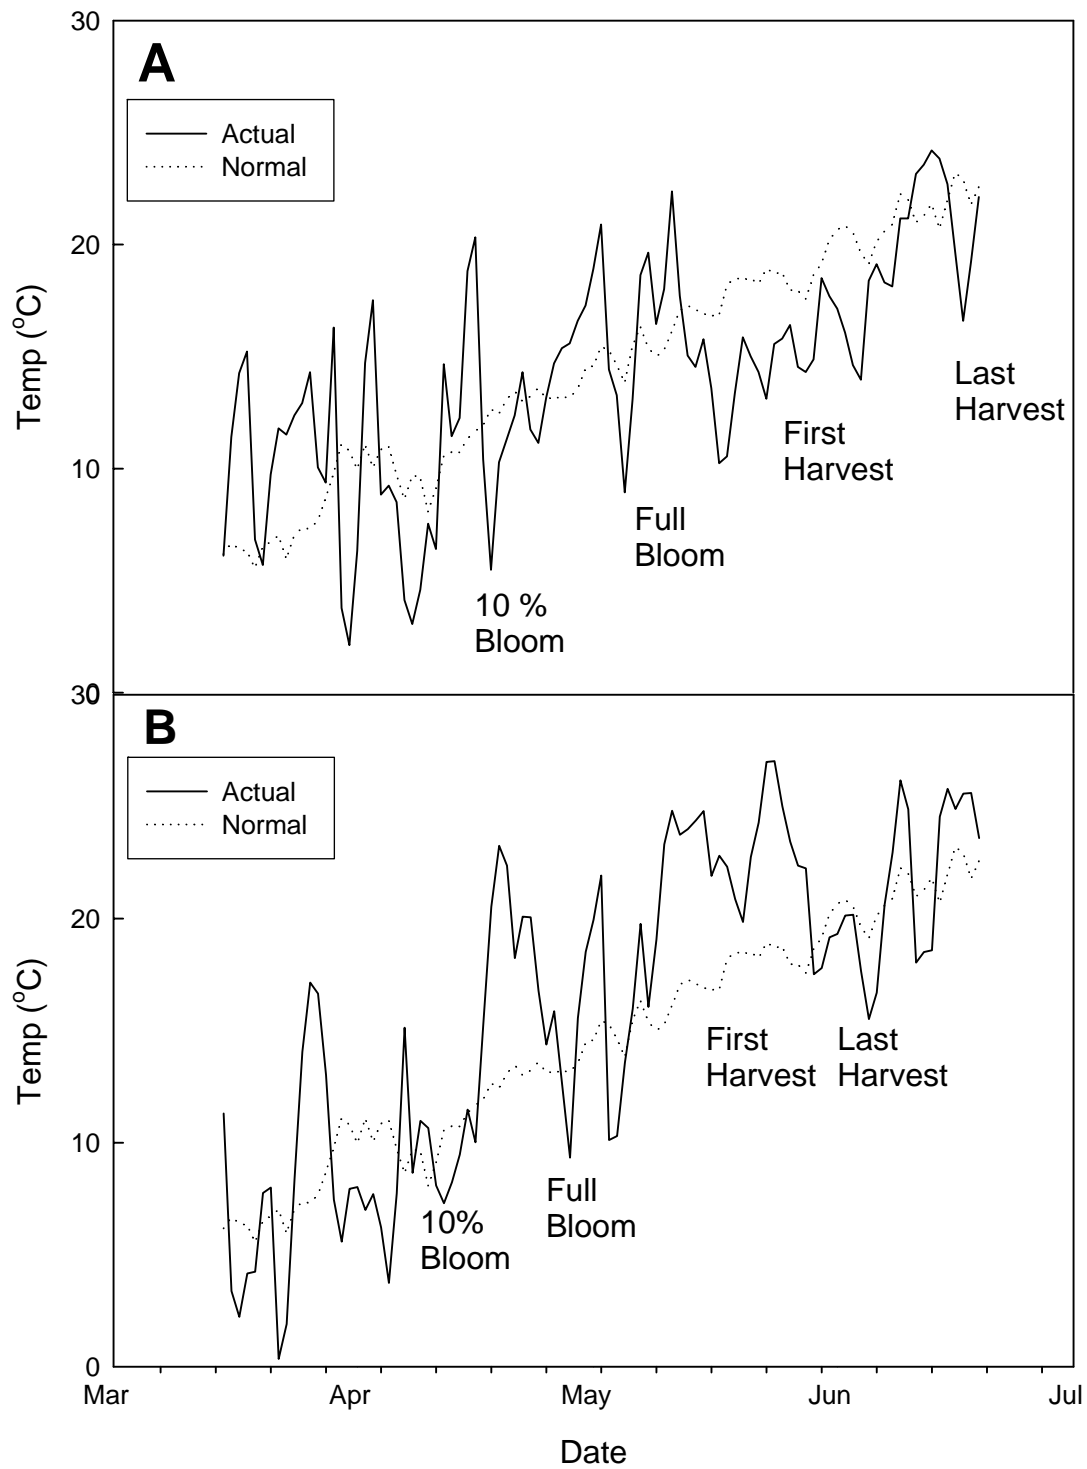 30
A
Actual
Normal
20
Temp (°C)
10
Last
Harvest
First
Harvest
Full
Bloom
10 %
Bloom
0
30
B
Actual
Normal
20
Temp (°C)
10
First
Harvest
Last
Harvest
Full
Bloom
10%
Bloom
0
Mar Apr May Jun Jul
Date